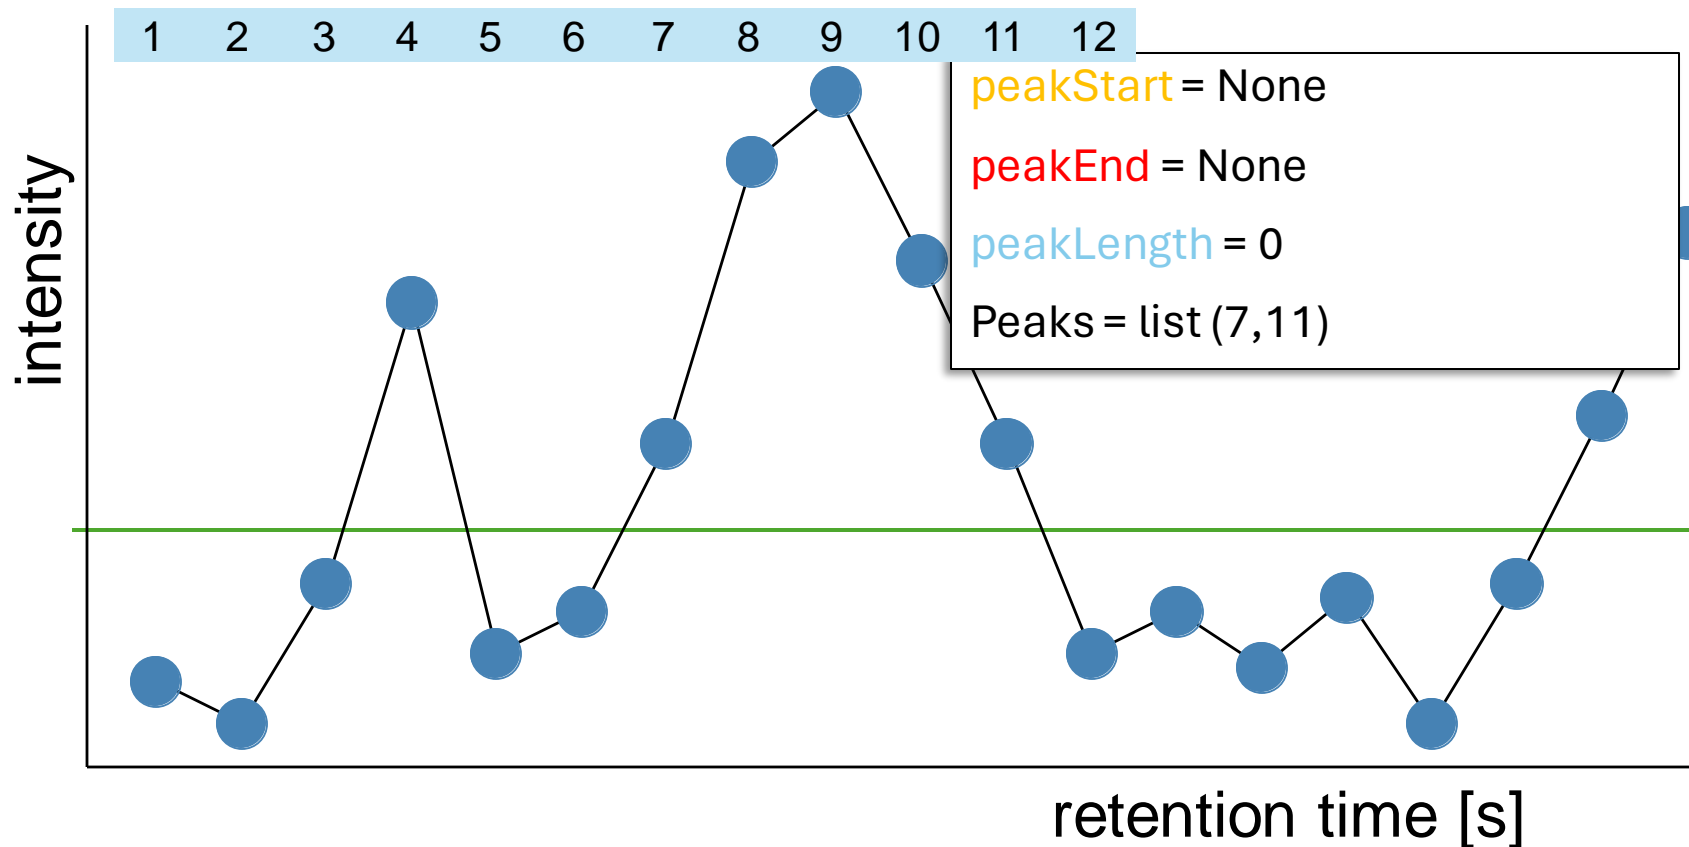 1 2 3 4 5 6 7 8 9 10 11 12
peakStart = None
peakEnd = None
peakLength = 0
Peaks = list (7,11)
intensity
retention time [s]